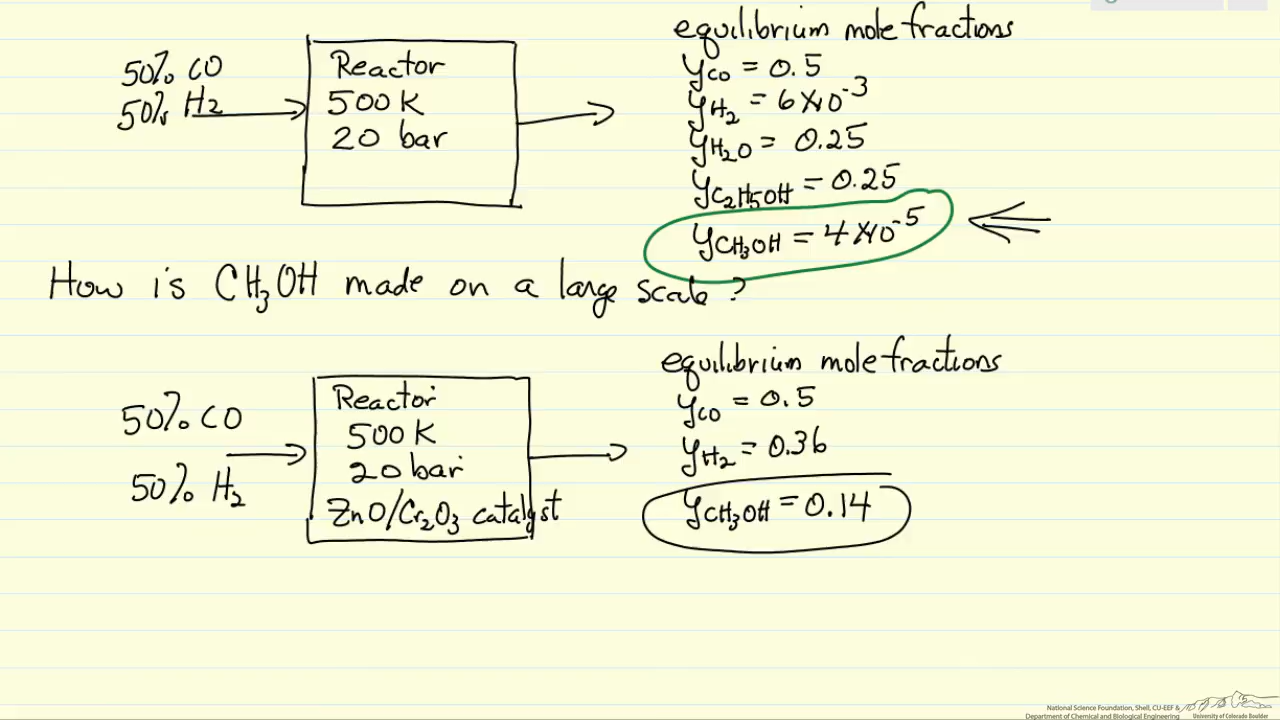 equilibrium mole fractions
50% CO
50% H₂
Reactor
500 K
20 bar
yCO = 0.5
yH₂ = 6×10⁻³
yH₂O = 0.25
yC₂H₅OH = 0.25
yCH₃OH = 4×10⁻⁵
How is CH₃OH made on a large scale?
equilibrium mole fractions
50% CO
50% H₂
Reactor
500 K
20 bar
ZnO/Cr₂O₃ catalyst
yCO = 0.5
yH₂ = 0.36
yCH₃OH = 0.14
National Science Foundation, Shell, CU-EEF &
Department of Chemical and Biological Engineering
University of Colorado Boulder